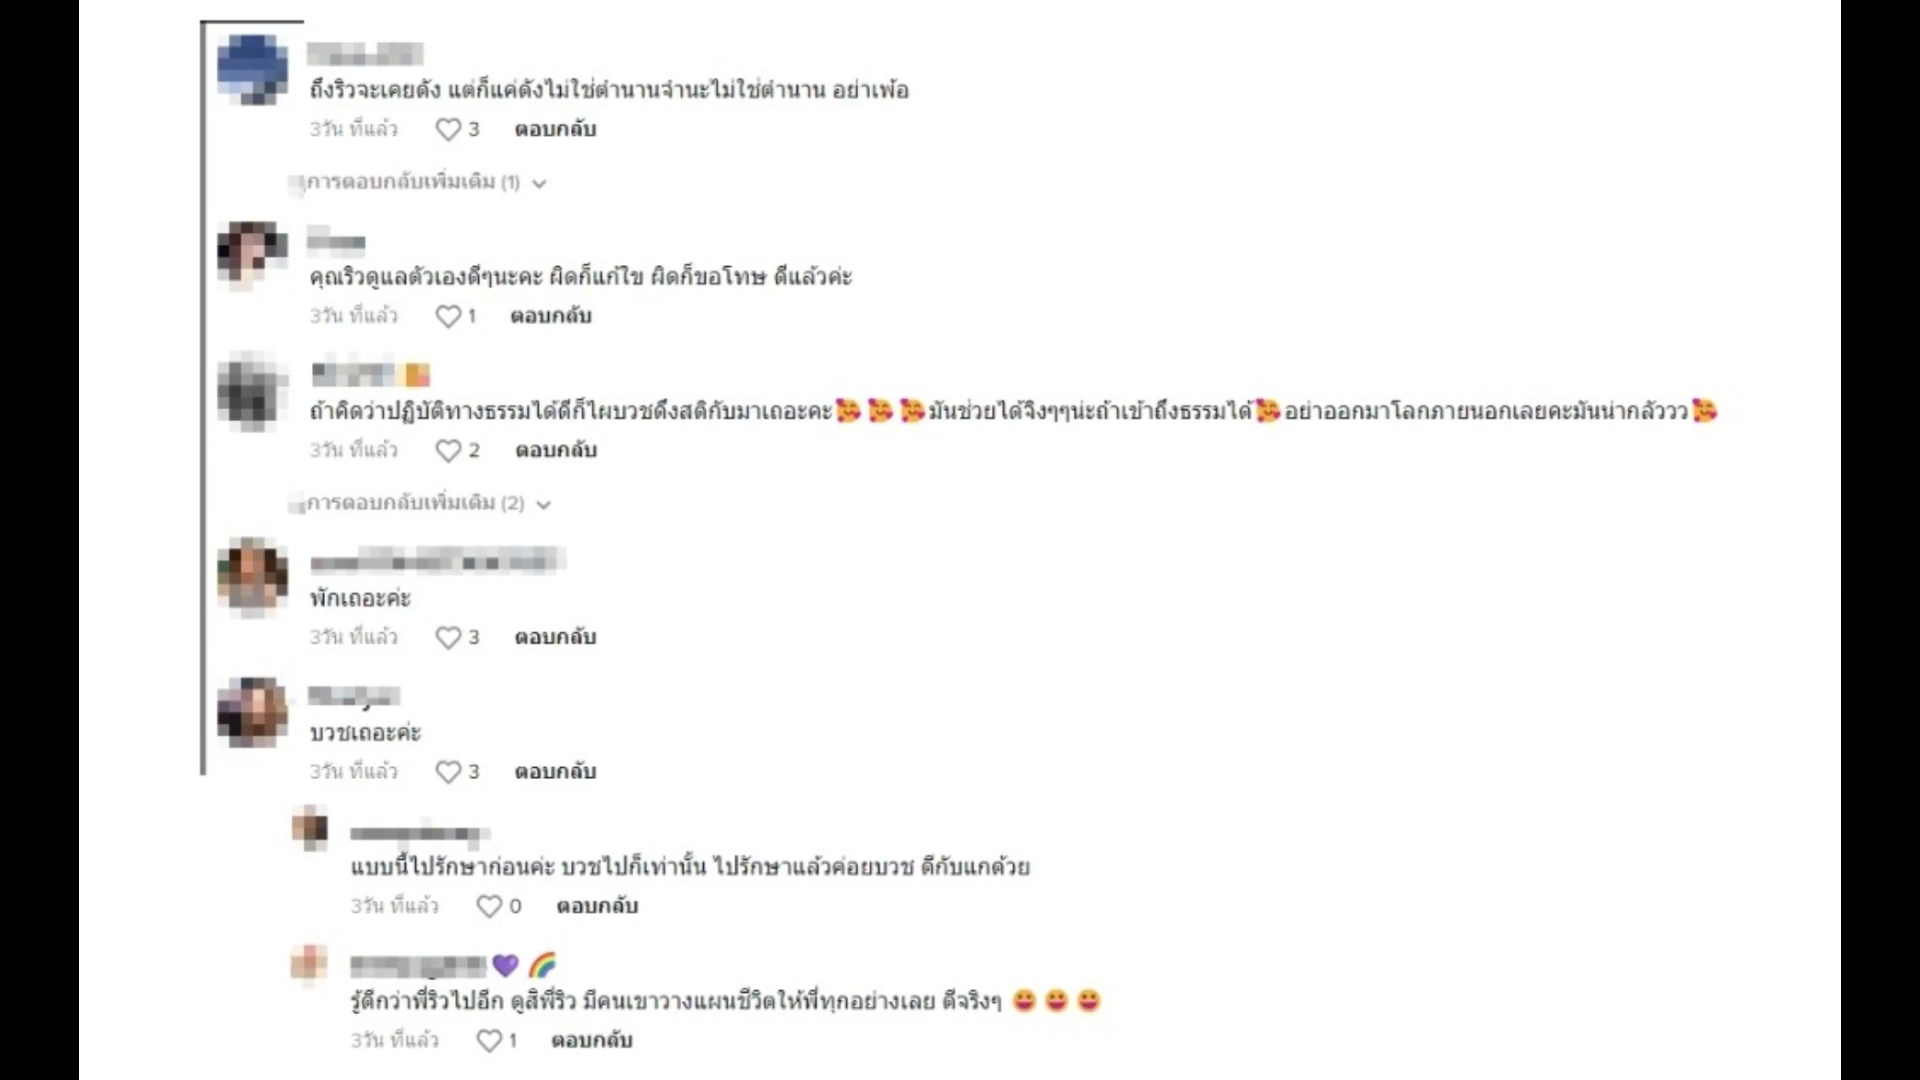 ถึงริวจะเคยดัง แต่ก็แค่ดังไม่ใช่ตำนานจำนะไม่ใช่ตำนาน อย่าเพ้อ
3วัน ที่แล้ว 3 ตอบกลับ
การตอบกลับเพิ่มเติม (1)
คุณริวดูแลตัวเองดีๆนะคะ ผิดก็แก้ไข ผิดก็ขอโทษ ดีแล้วค่ะ
3วัน ที่แล้ว 1 ตอบกลับ
ถ้าคิดว่าปฏิบัติทางธรรมได้ดีก็ไผบวชดึงสติกับมาเถอะคะ🥰 🥰 🥰มันช่วยได้จิงๆๆน่ะถ้าเข้าถึงธรรมได้🥰อย่าออกมาโลกภายนอกเลยคะมันน่ากลัววว🥰
3วัน ที่แล้ว 2 ตอบกลับ
การตอบกลับเพิ่มเติม (2)
พักเถอะค่ะ
3วัน ที่แล้ว 3 ตอบกลับ
บวชเถอะค่ะ
3วัน ที่แล้ว 3 ตอบกลับ
แบบนี้ไปรักษาก่อนค่ะ บวชไปก็เท่านั้น ไปรักษาแล้วค่อยบวช ดีกับแกด้วย
3วัน ที่แล้ว 0 ตอบกลับ
💜 🌈
รู้ดีกว่าพี่ริวไปอีก ดูสิพี่ริว มีคนเขาวางแผนชีวิตให้พี่ทุกอย่างเลย ดีจริงๆ 😀 😀 😀
3วัน ที่แล้ว 1 ตอบกลับ